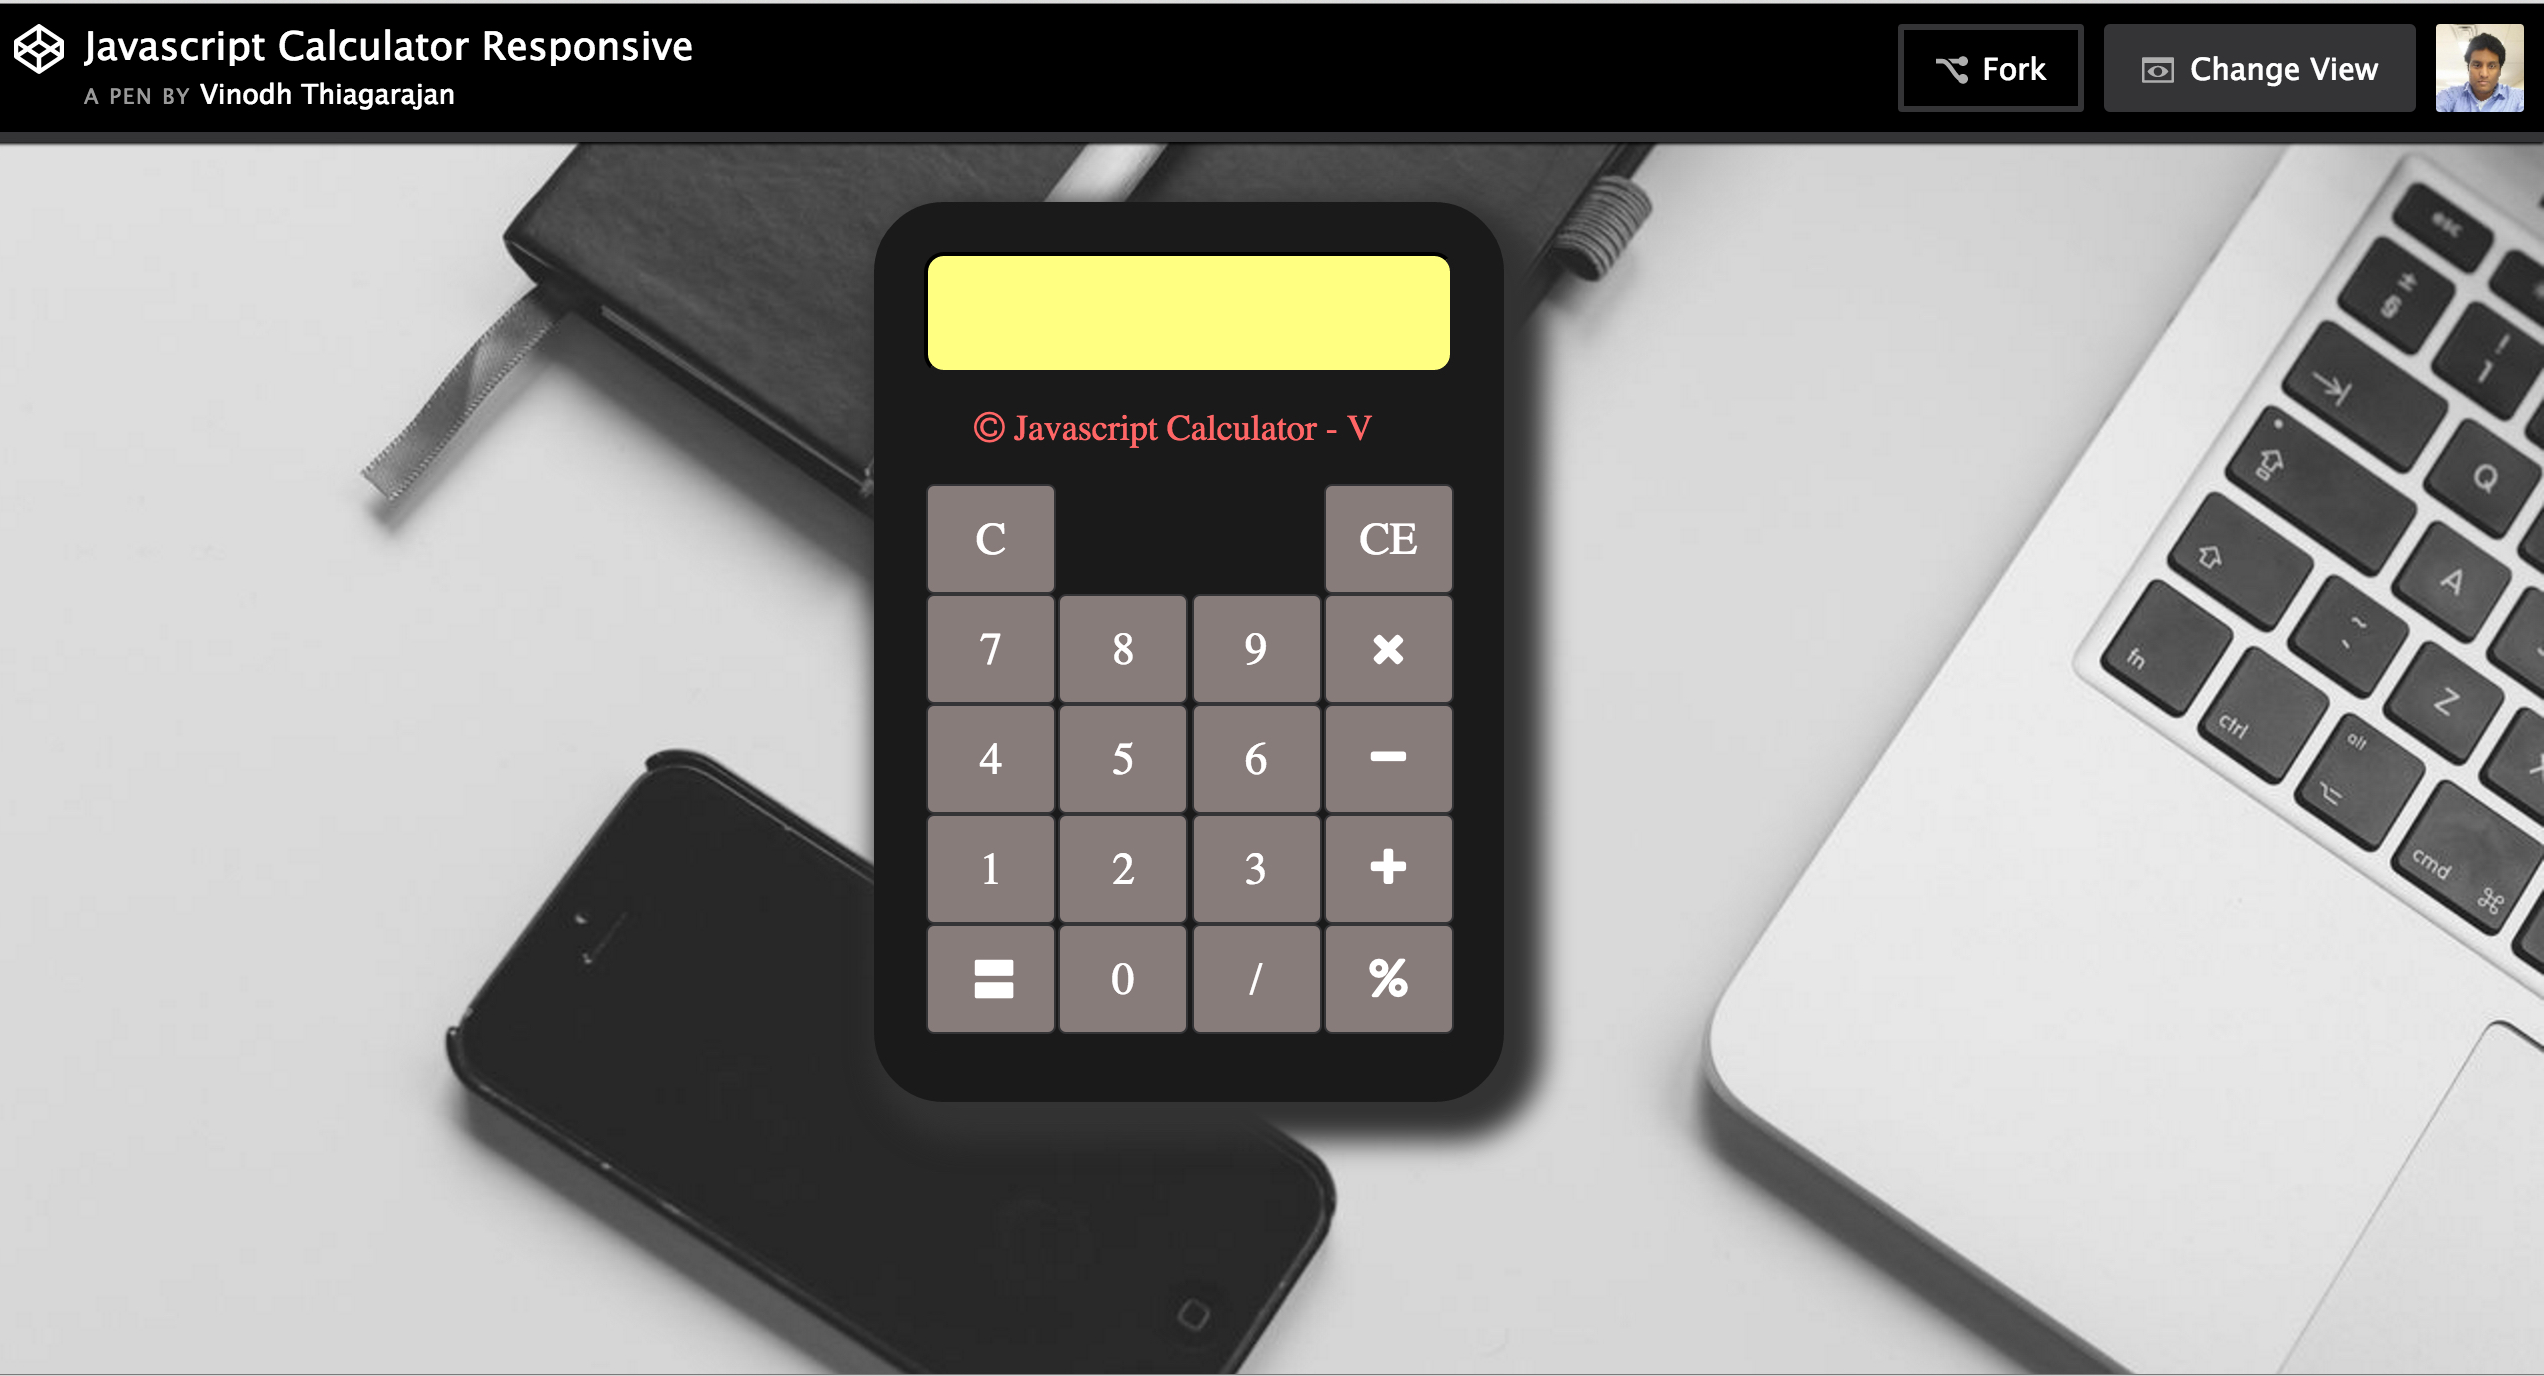 Javascript Calculator Responsive
A PEN BY Vinodh Thiagarajan
Fork
Change View
© Javascript Calculator - V
C CE
7 8 9 ×
4 5 6 −
1 2 3 +
= 0 / %
esc
± §
! 1
Q
A
~ `
Z
fn
ctrl
alt
cmd ⌘